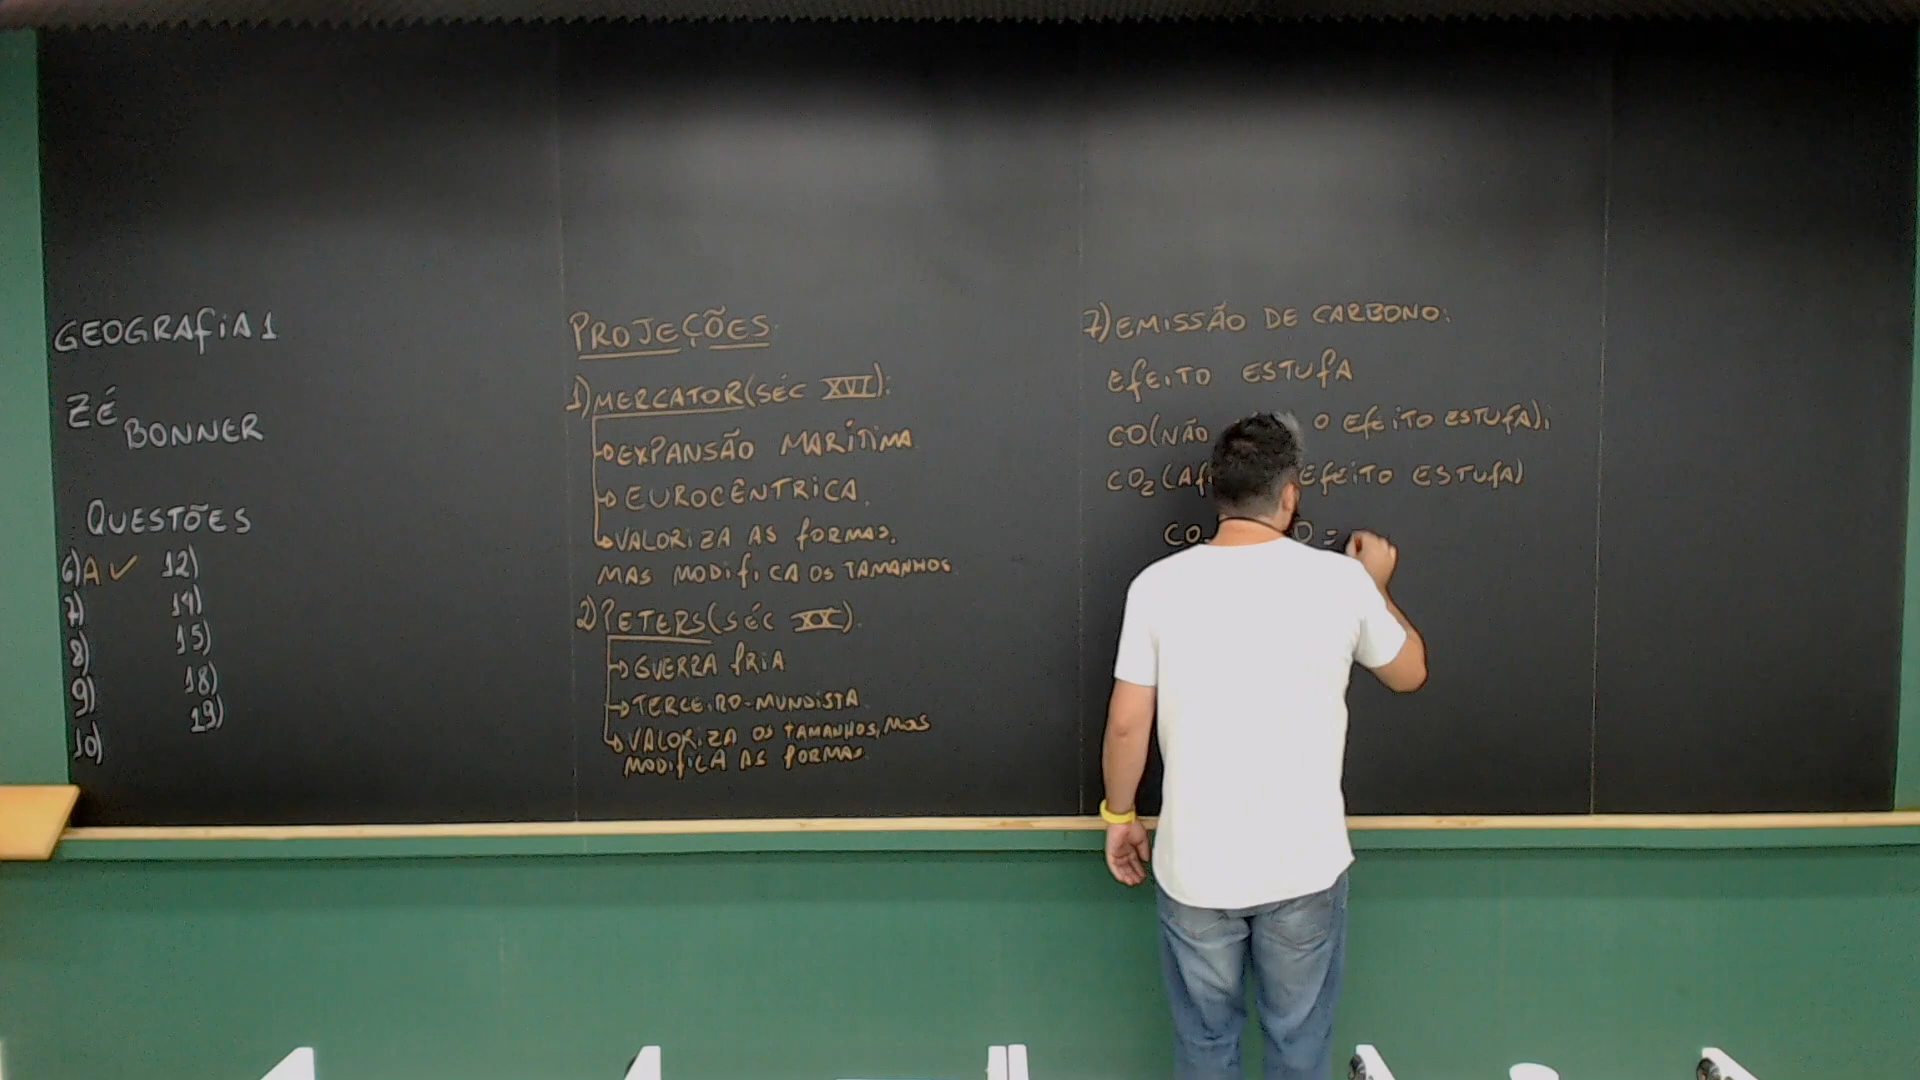 GEOGRAFIA 1
ZÉ
BONNER
QUESTÕES
6) A ✓ 12)
7) 14)
8) 15)
9) 18)
10) 19)
PROJEÇÕES
1) MERCATOR (SÉC XVI):
EXPANSÃO MARÍTIMA
EUROCÊNTRICA.
VALORIZA AS FORMAS,
MAS MODIFICA OS TAMANHOS
2) PETERS (SÉC XX).
GUERRA FRIA
TERCEIRO-MUNDISTA
VALORIZA OS TAMANHOS, MAS
MODIFICA AS FORMAS
7) EMISSÃO DE CARBONO:
EFEITO ESTUFA
CO (NÃO O EFEITO ESTUFA),
CO₂ ( EFEITO ESTUFA)
CO =